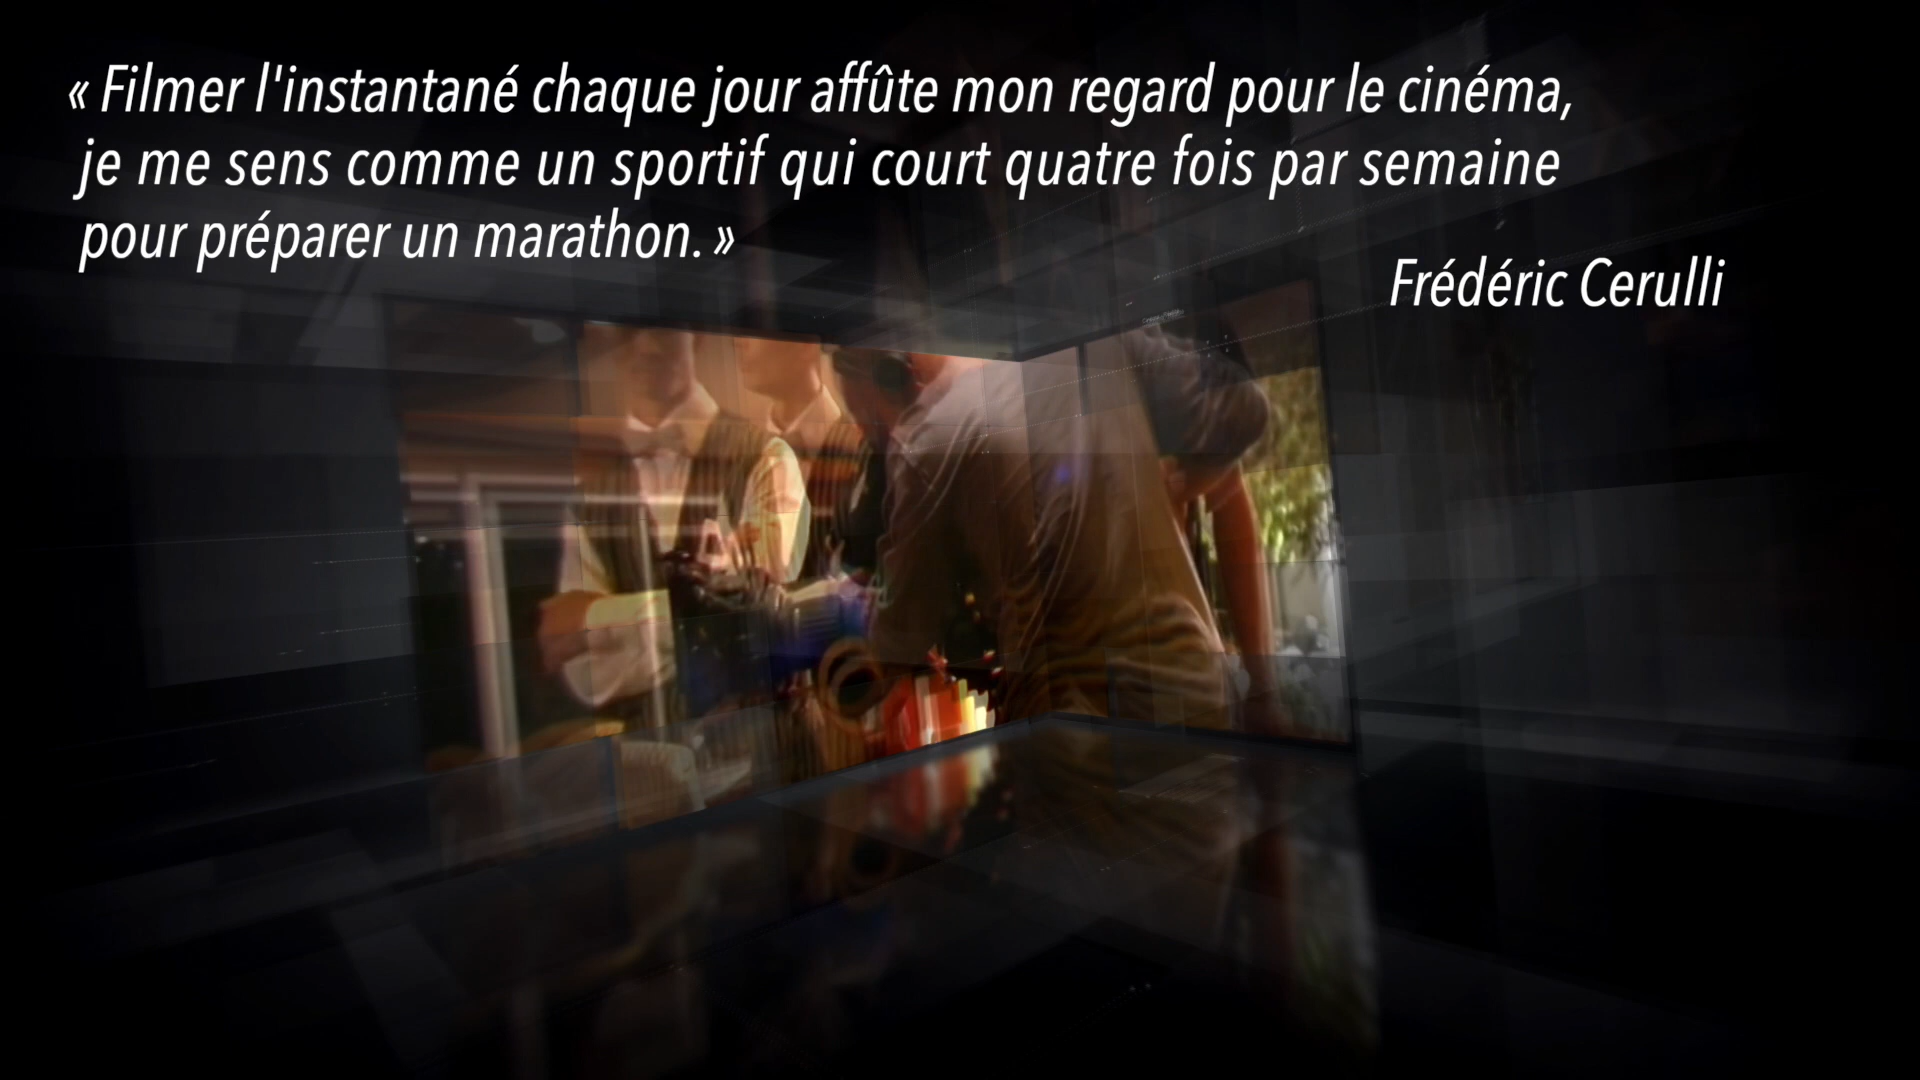 « Filmer l'instantané chaque jour affûte mon regard pour le cinéma,
je me sens comme un sportif qui court quatre fois par semaine
pour préparer un marathon. »
Frédéric Cerulli